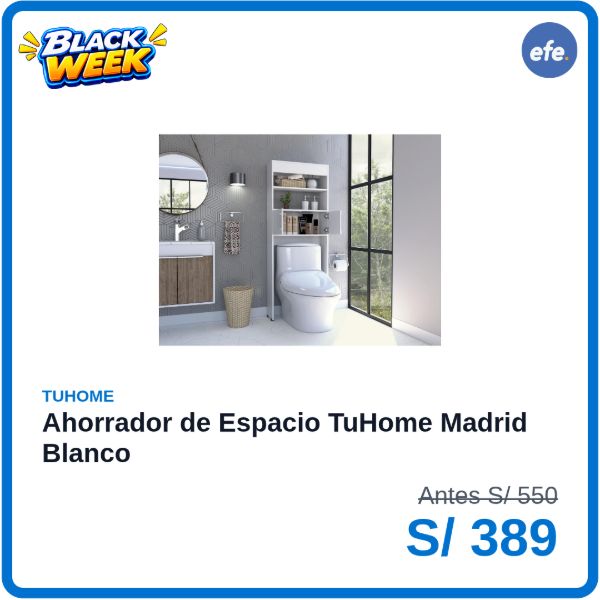 BLACK
WEEK
efe.
TUHOME
Ahorrador de Espacio TuHome Madrid
Blanco
Antes S/ 550
S/ 389